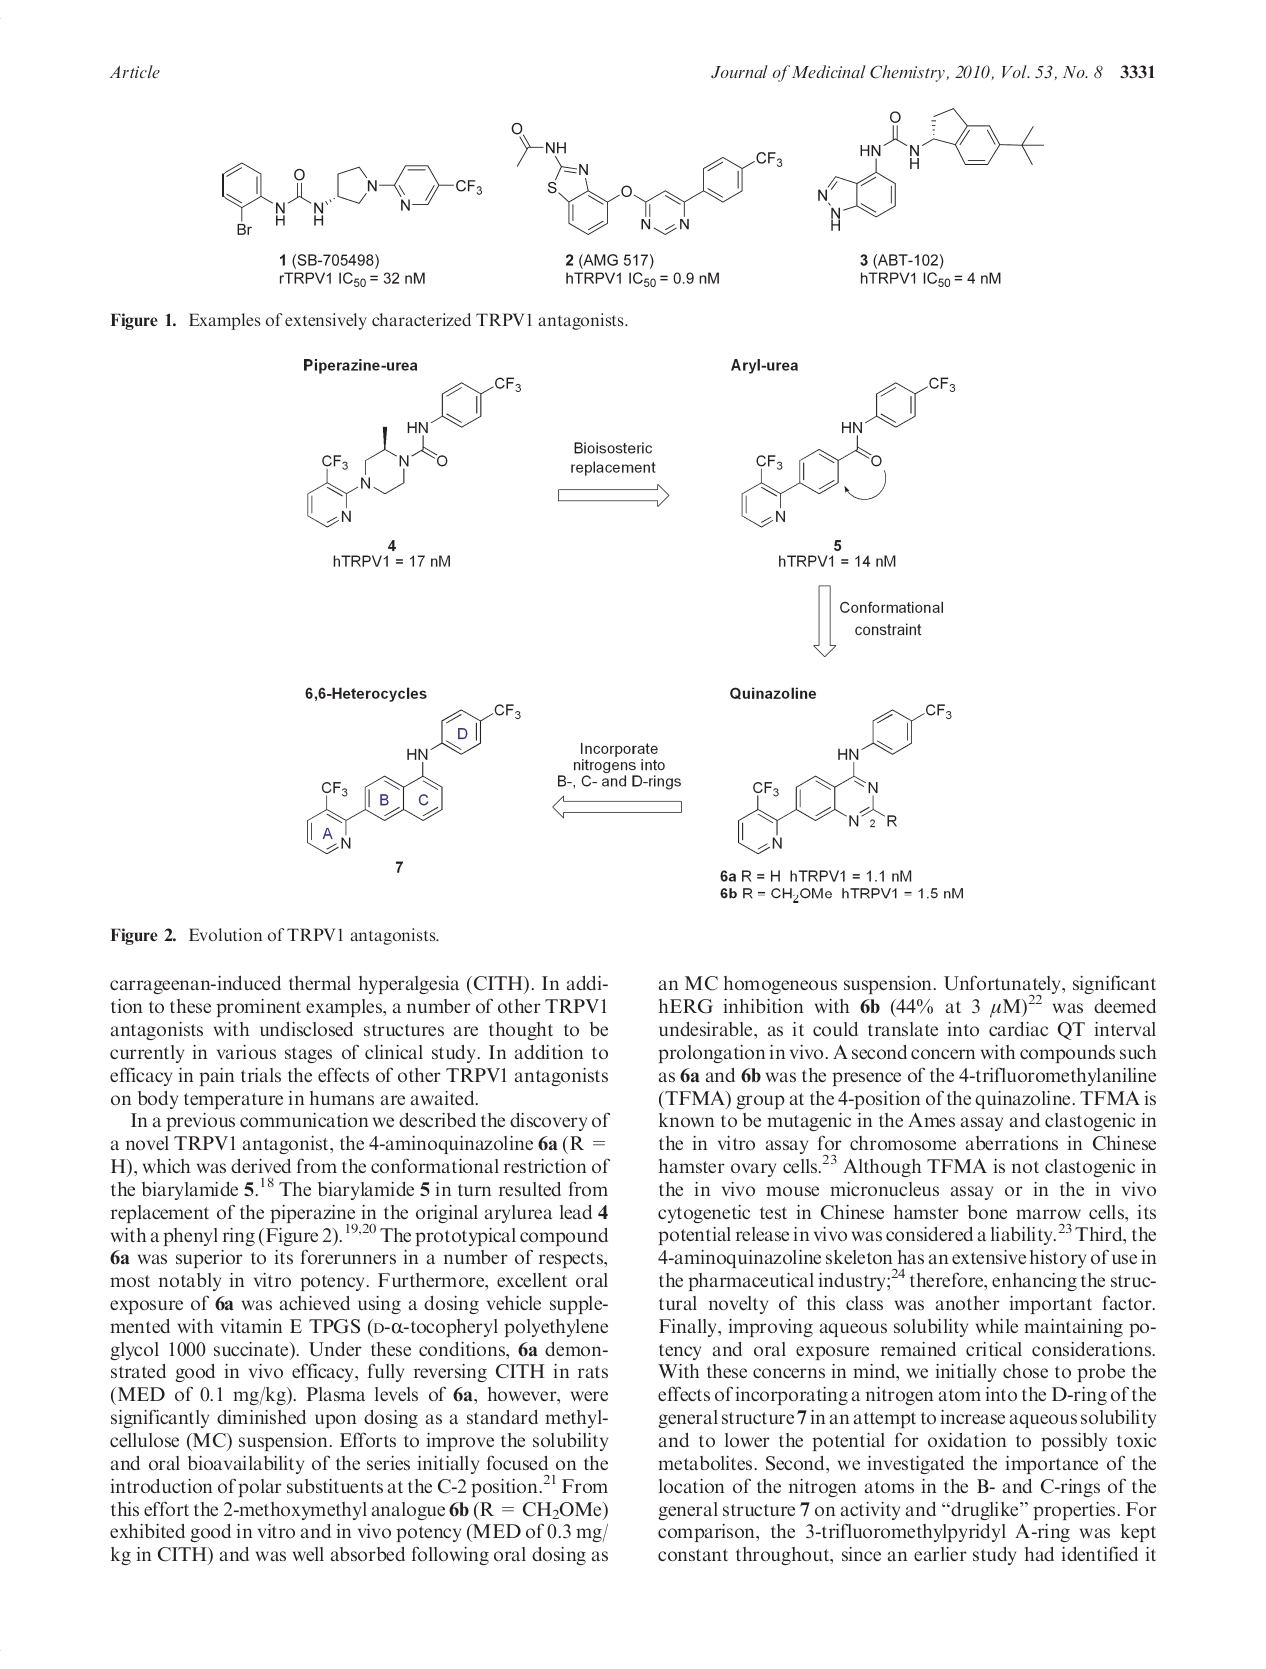 Article
Journal of Medicinal Chemistry, 2010, Vol. 53, No. 8 3331
O
NH
N
S
O
N
N
CF3
O
N
H
N
H
Br
N
N
CF3
O
HN
N
H
N
N
H
1 (SB-705498)
rTRPV1 IC50 = 32 nM
2 (AMG 517)
hTRPV1 IC50 = 0.9 nM
3 (ABT-102)
hTRPV1 IC50 = 4 nM
Figure 1. Examples of extensively characterized TRPV1 antagonists.
Piperazine-urea
CF3
HN
CF3
N
O
N
N
4
hTRPV1 = 17 nM
Bioisosteric
replacement
Aryl-urea
CF3
HN
CF3
O
N
5
hTRPV1 = 14 nM
Conformational
constraint
6,6-Heterocycles
CF3
D
HN
CF3
B
C
A
N
7
Incorporate
nitrogens into
B-, C- and D-rings
Quinazoline
CF3
HN
CF3
N
N
2
R
N
6a R = H hTRPV1 = 1.1 nM
6b R = CH2OMe hTRPV1 = 1.5 nM
Figure 2. Evolution of TRPV1 antagonists.
carrageenan-induced thermal hyperalgesia (CITH). In addi-
tion to these prominent examples, a number of other TRPV1
antagonists with undisclosed structures are thought to be
currently in various stages of clinical study. In addition to
efficacy in pain trials the effects of other TRPV1 antagonists
on body temperature in humans are awaited.
In a previous communication we described the discovery of
a novel TRPV1 antagonist, the 4-aminoquinazoline 6a (R =
H), which was derived from the conformational restriction of
the biarylamide 5.18 The biarylamide 5 in turn resulted from
replacement of the piperazine in the original arylurea lead 4
with a phenyl ring (Figure 2).19,20 The prototypical compound
6a was superior to its forerunners in a number of respects,
most notably in vitro potency. Furthermore, excellent oral
exposure of 6a was achieved using a dosing vehicle supple-
mented with vitamin E TPGS (D-α-tocopheryl polyethylene
glycol 1000 succinate). Under these conditions, 6a demon-
strated good in vivo efficacy, fully reversing CITH in rats
(MED of 0.1 mg/kg). Plasma levels of 6a, however, were
significantly diminished upon dosing as a standard methyl-
cellulose (MC) suspension. Efforts to improve the solubility
and oral bioavailability of the series initially focused on the
introduction of polar substituents at the C-2 position.21 From
this effort the 2-methoxymethyl analogue 6b (R = CH2OMe)
exhibited good in vitro and in vivo potency (MED of 0.3 mg/
kg in CITH) and was well absorbed following oral dosing as
an MC homogeneous suspension. Unfortunately, significant
hERG inhibition with 6b (44% at 3 μM)22 was deemed
undesirable, as it could translate into cardiac QT interval
prolongation in vivo. A second concern with compounds such
as 6a and 6b was the presence of the 4-trifluoromethylaniline
(TFMA) group at the 4-position of the quinazoline. TFMA is
known to be mutagenic in the Ames assay and clastogenic in
the in vitro assay for chromosome aberrations in Chinese
hamster ovary cells.23 Although TFMA is not clastogenic in
the in vivo mouse micronucleus assay or in the in vivo
cytogenetic test in Chinese hamster bone marrow cells, its
potential release in vivo was considered a liability.23 Third, the
4-aminoquinazoline skeleton has an extensive history of use in
the pharmaceutical industry;24 therefore, enhancing the struc-
tural novelty of this class was another important factor.
Finally, improving aqueous solubility while maintaining po-
tency and oral exposure remained critical considerations.
With these concerns in mind, we initially chose to probe the
effects of incorporating a nitrogen atom into the D-ring of the
general structure 7 in an attempt to increase aqueous solubility
and to lower the potential for oxidation to possibly toxic
metabolites. Second, we investigated the importance of the
location of the nitrogen atoms in the B- and C-rings of the
general structure 7 on activity and “druglike” properties. For
comparison, the 3-trifluoromethylpyridyl A-ring was kept
constant throughout, since an earlier study had identified it